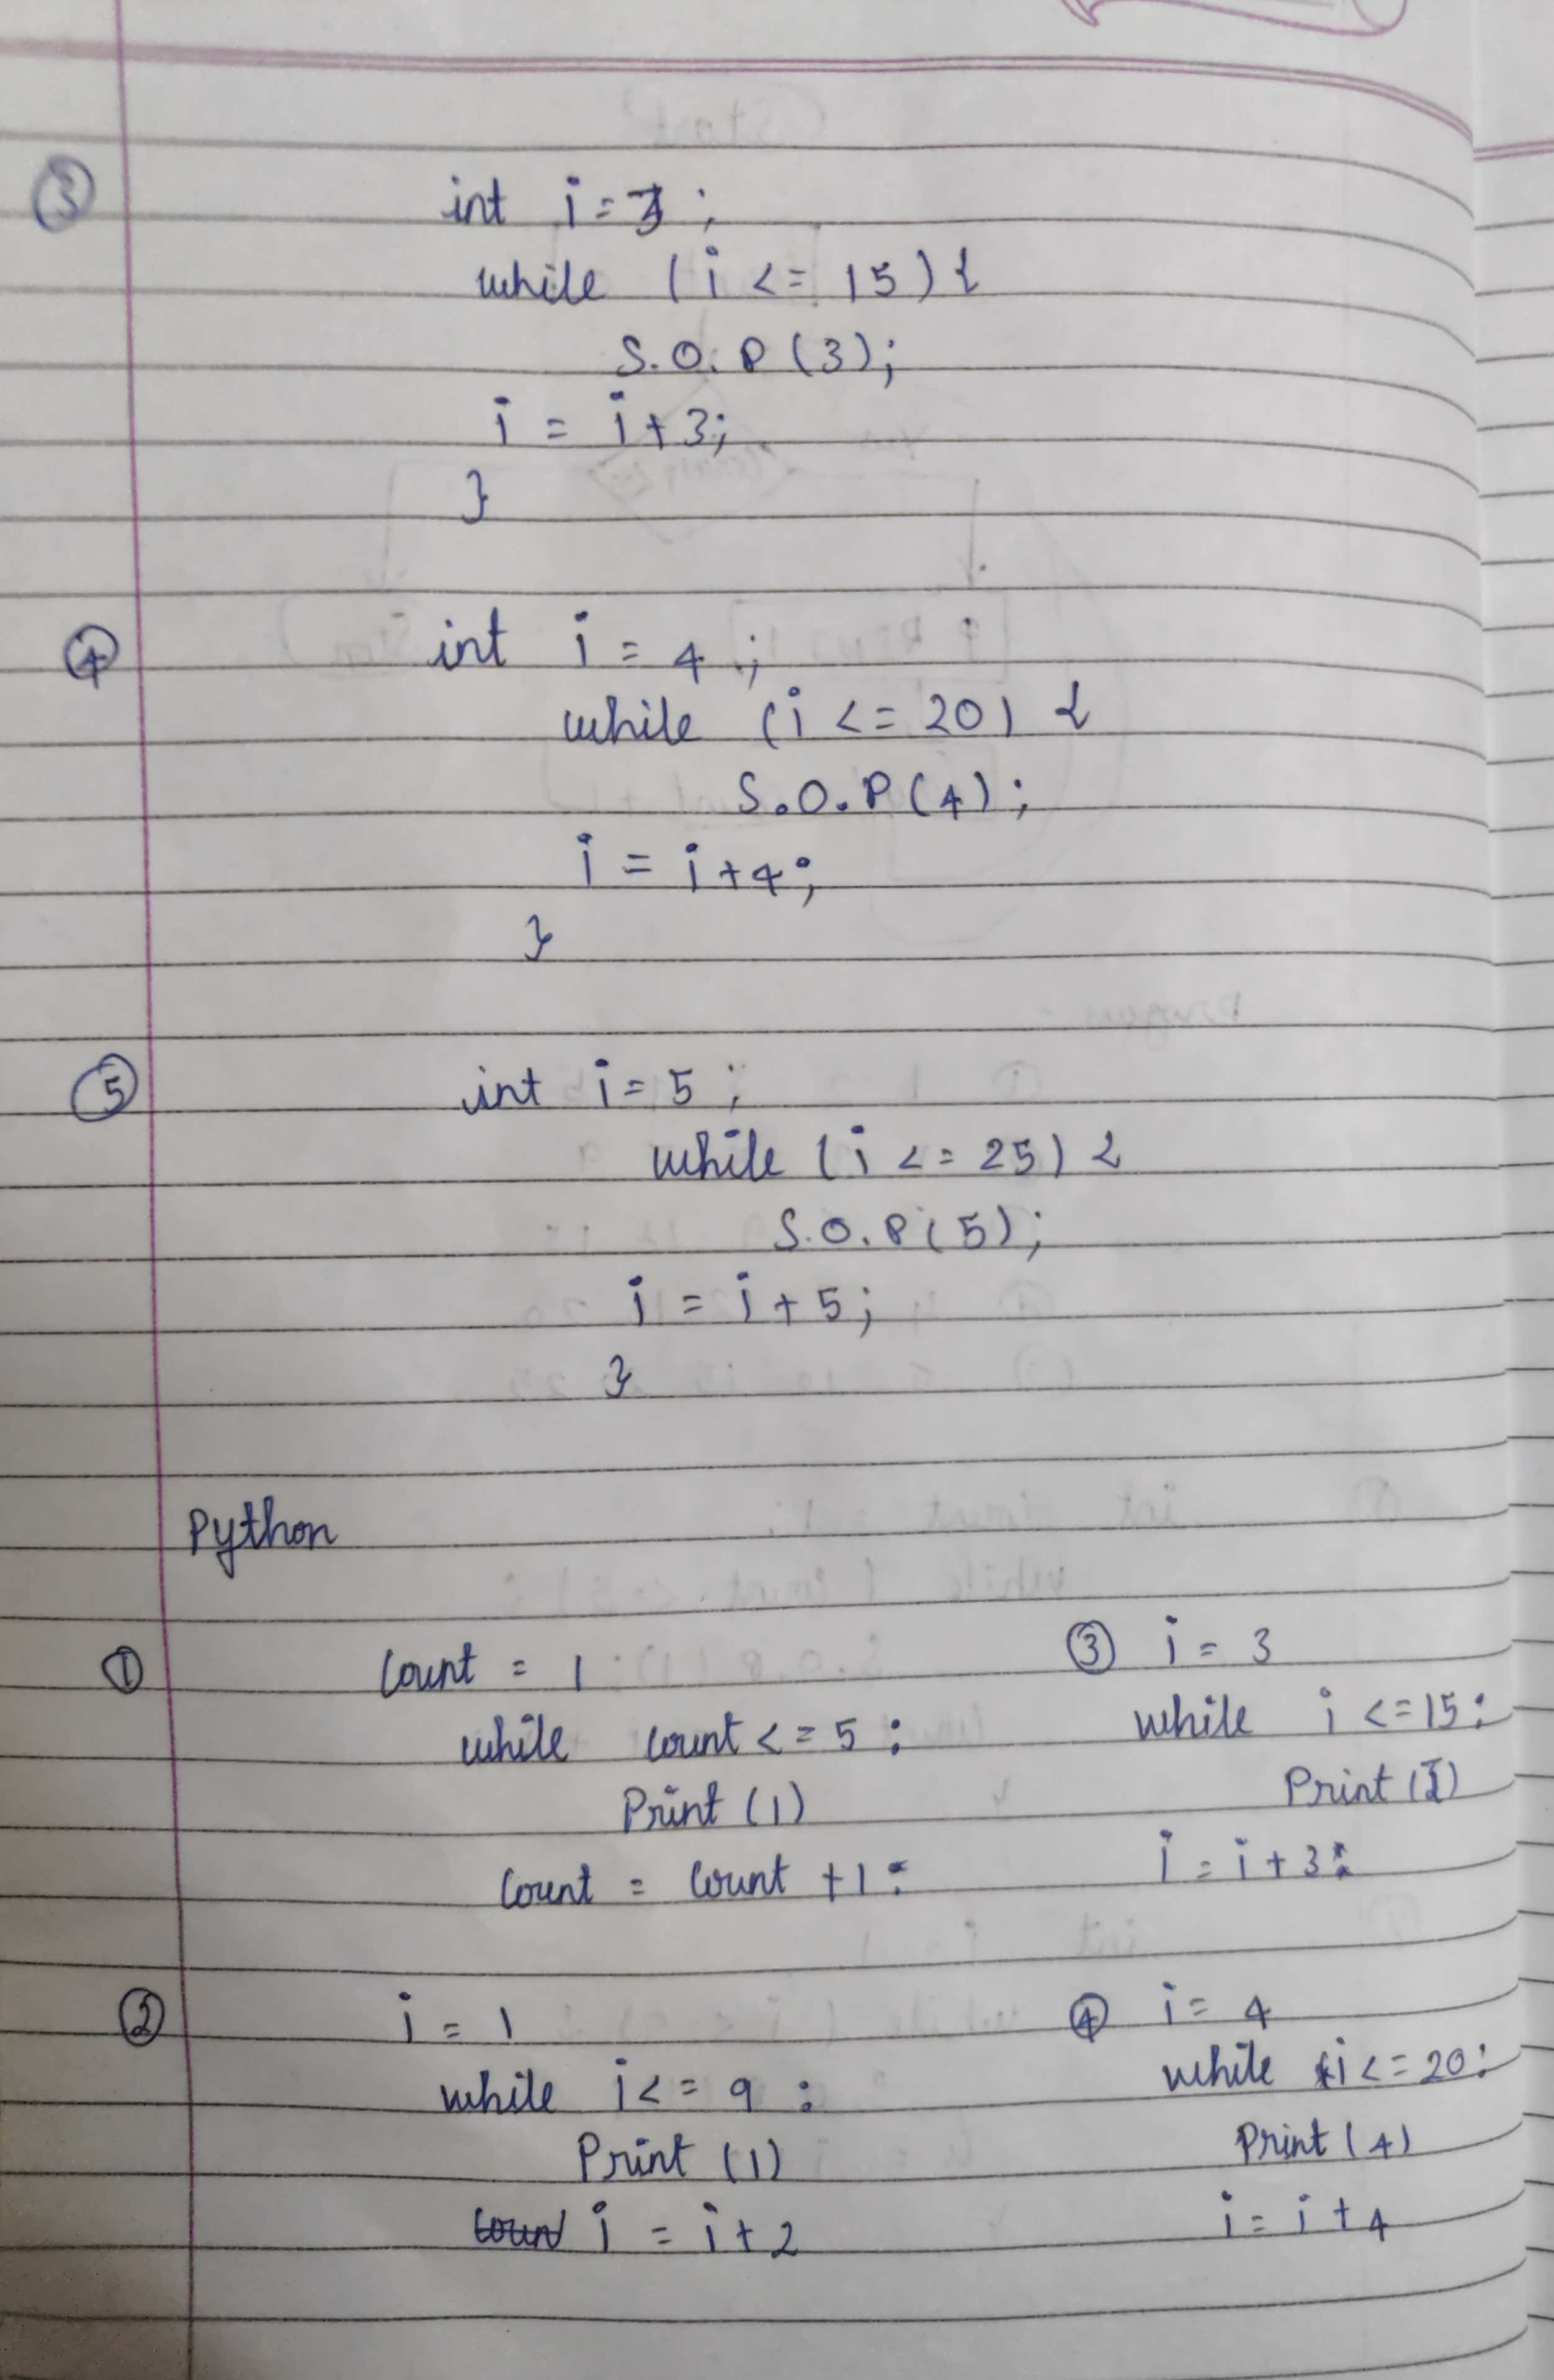 ③ int i = 3 ;
while (i <= 15) {
S.O.P (3);
i = i + 3;
}
④ int i = 4 ;
while (i <= 20) {
S.O.P (4) ;
i = i + 4 ;
}
⑤ int i = 5 ;
while (i <= 25) {
S.O.P (5) ;
i = i + 5 ;
}
Python
① Count = 1
while count <= 5 :
Print (1)
Count = Count + 1 :
② i = 1
while i <= 9 :
Print (1)
i = i + 2
③ i = 3
while i <= 15 :
Print ( )
i = i + 3 :
④ i = 4
while i <= 20 :
Print (4)
i = i + 4